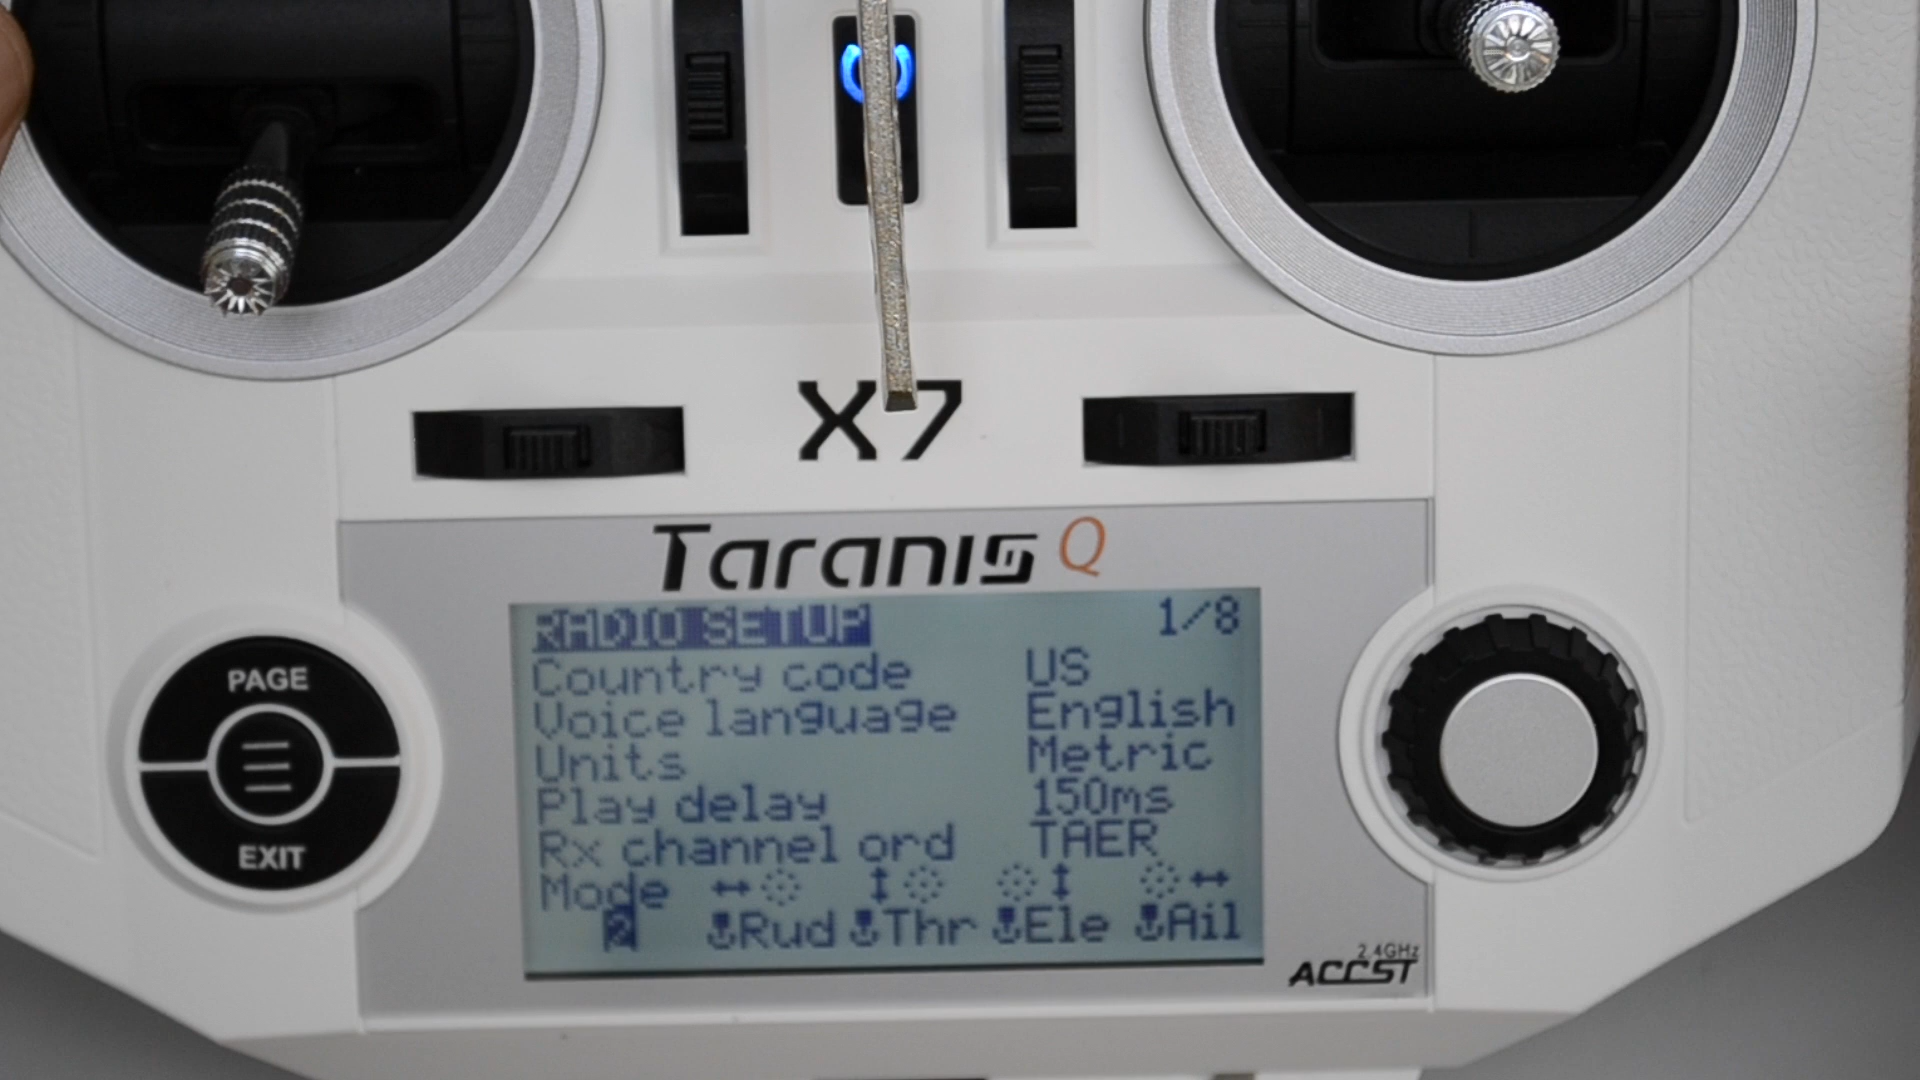 X7
Taranis Q
RADIO SETUP 1/8
Country code US
Voice language English
Units Metric
Play delay 150ms
Rx channel ord TAER
Mode
2 Rud Thr Ele Ail
PAGE
EXIT
2.4GHz
ACCST